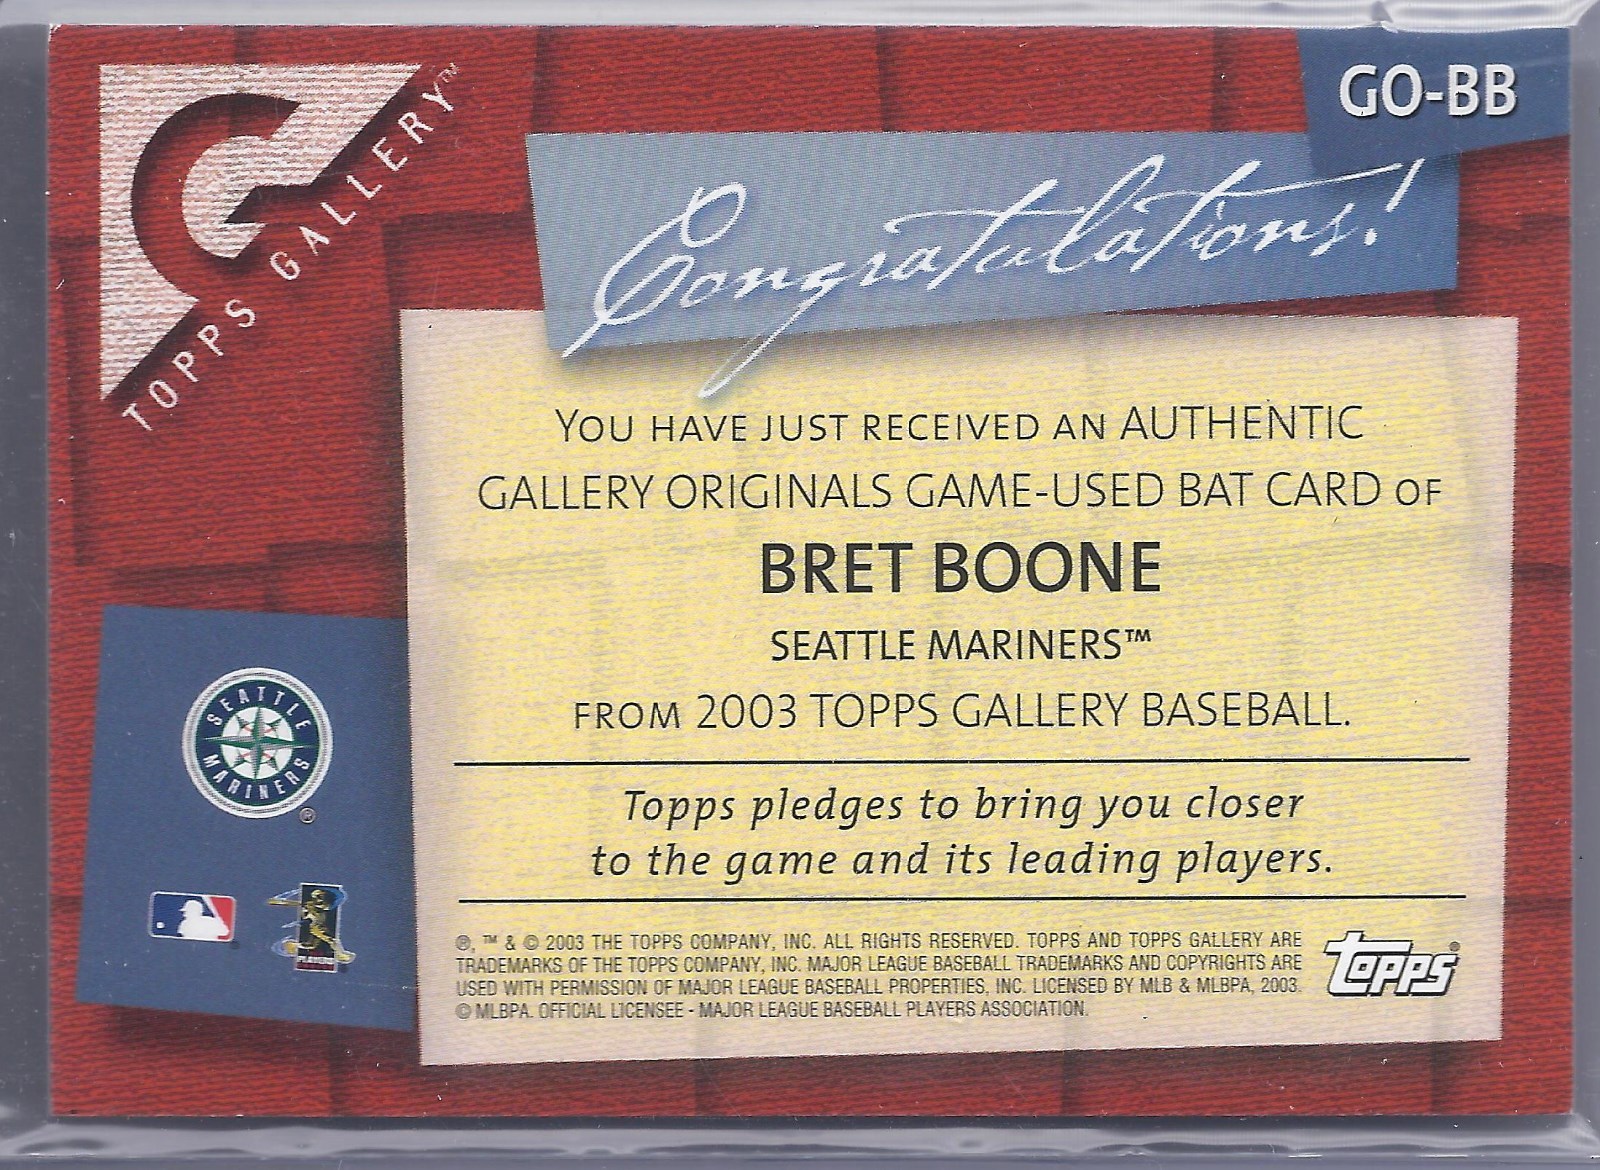 GO-BB
TOPPS GALLERY™
Congratulations!
YOU HAVE JUST RECEIVED AN AUTHENTIC
GALLERY ORIGINALS GAME-USED BAT CARD OF
BRET BOONE
SEATTLE MARINERS™
FROM 2003 TOPPS GALLERY BASEBALL.
SEATTLE
MARINERS
®
Topps pledges to bring you closer
to the game and its leading players.
®, ™ & © 2003 THE TOPPS COMPANY, INC. ALL RIGHTS RESERVED. TOPPS AND TOPPS GALLERY ARE
TRADEMARKS OF THE TOPPS COMPANY, INC. MAJOR LEAGUE BASEBALL TRADEMARKS AND COPYRIGHTS ARE
USED WITH PERMISSION OF MAJOR LEAGUE BASEBALL PROPERTIES, INC. LICENSED BY MLB & MLBPA, 2003.
© MLBPA. OFFICIAL LICENSEE - MAJOR LEAGUE BASEBALL PLAYERS ASSOCIATION.
topps®